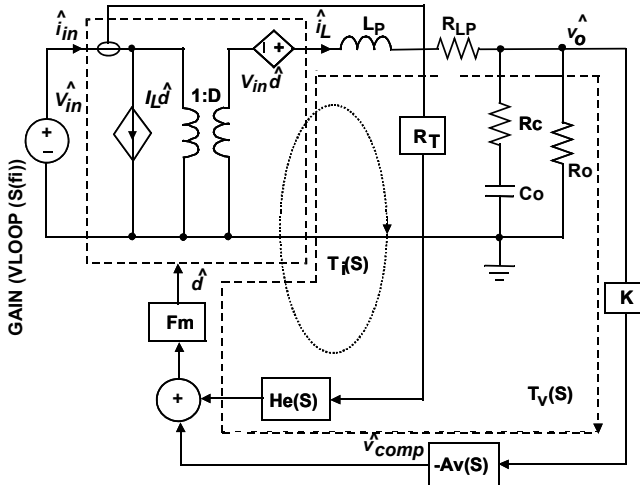 î_in
î_L
L_P
R_LP
v̂_o
V̂_in
I_L d̂
1:D
V_in d̂
+
−
R_T
Rc
Ro
Co
GAIN (VLOOP (S(fi))
T_i(S)
d̂
K
Fm
+
He(S)
T_v(S)
v̂_comp
-Av(S)